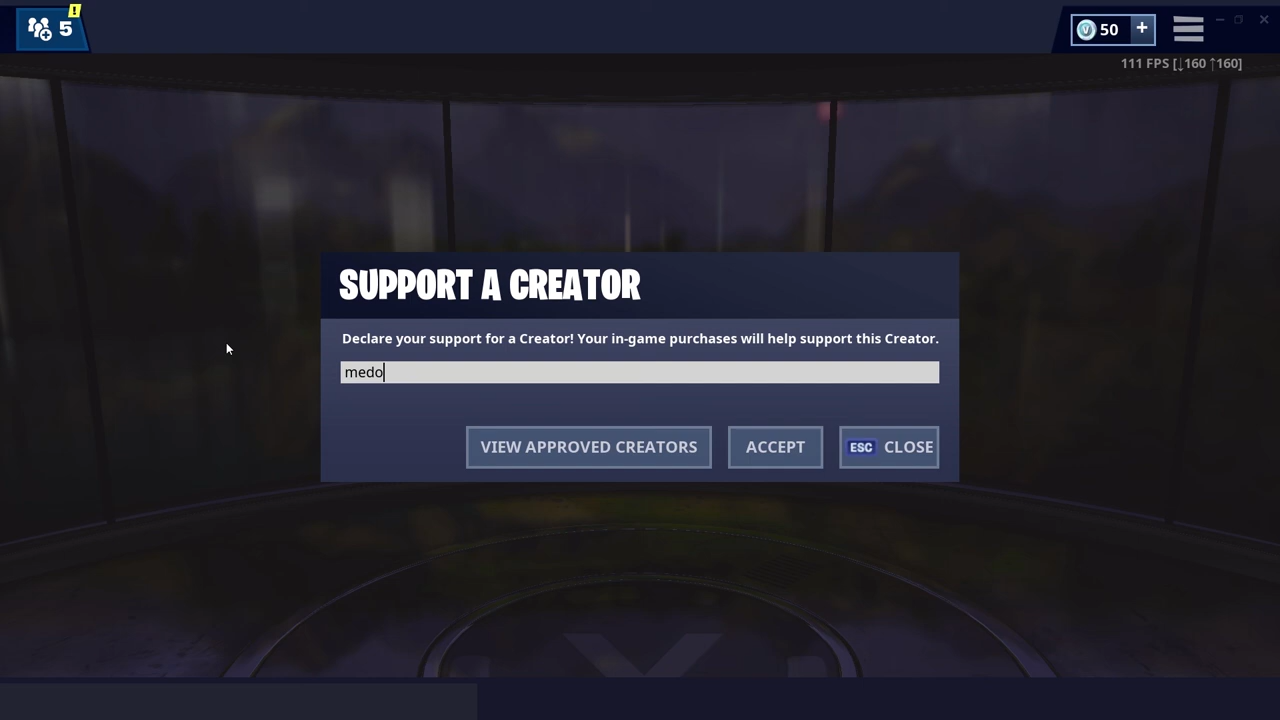 5
!
50 +
111 FPS [↓160 ↑160]
SUPPORT A CREATOR
Declare your support for a Creator! Your in-game purchases will help support this Creator.
medo
VIEW APPROVED CREATORS
ACCEPT
ESC CLOSE